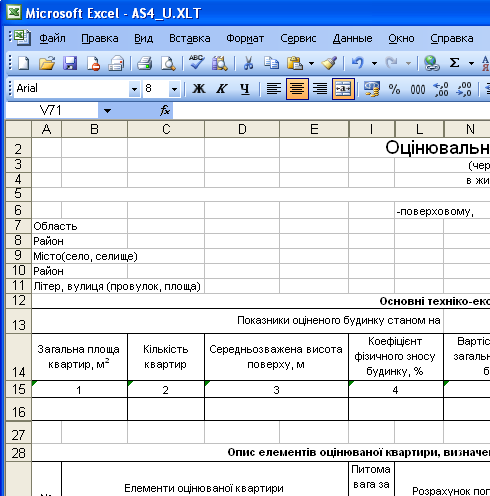 Microsoft Excel - AS4_U.XLT
Файл Правка Вид Вставка Формат Сервис Данные Окно Справка
Arial 8 Ж К Ч % 000
V71 fx
A B C D E I L N
2 Оцінювальн
3 (чер
4 в жи
5
6 -поверховому,
7 Область
8 Район
9 Місто(село, селище)
10 Район
11 Літер, вулиця (провулок, площа)
12 Основні техніко-еко
13 Показники оціненого будинку станом на
14 Загальна площа квартир, м² Кількість квартир Середньозважена висота поверху, м Коефіцієнт фізичного зносу будинку, % Вартіс загаль б
15 1 2 3 4
16
27
28 Опис елементів оцінюваної квартири, визначе
Елементи оцінюваної квартири Питома вага за Розрахунок пог